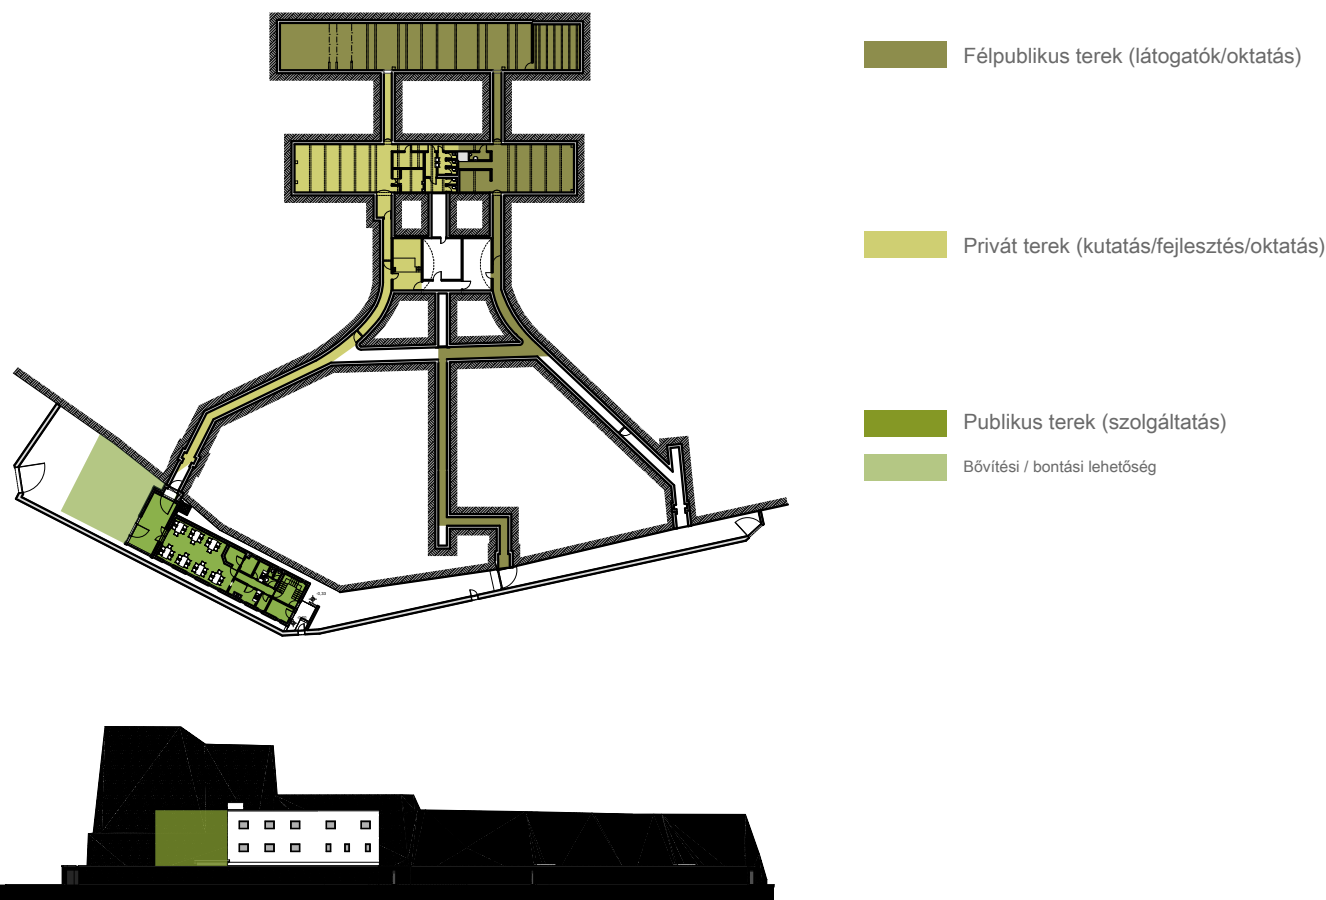 Félpublikus terek (látogatók/oktatás)
Privát terek (kutatás/fejlesztés/oktatás)
Publikus terek (szolgáltatás)
Bővítési / bontási lehetőség